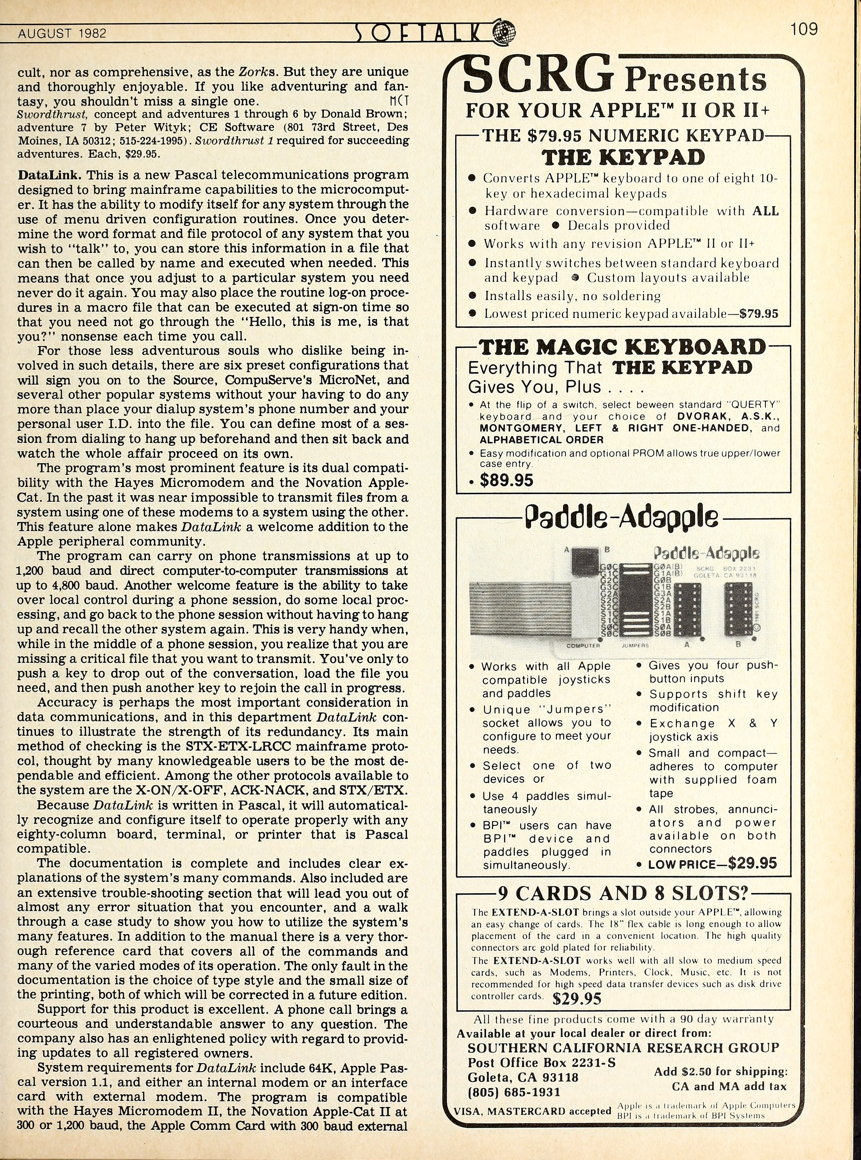 AUGUST 1982
SOFTALK
109
cult, nor as comprehensive, as the Zorks. But they are unique
and thoroughly enjoyable. If you like adventuring and fan-
tasy, you shouldn't miss a single one. MCT
Swordthrust, concept and adventures 1 through 6 by Donald Brown;
adventure 7 by Peter Wityk; CE Software (801 73rd Street, Des
Moines, IA 50312; 515-224-1995). Swordthrust 1 required for succeeding
adventures. Each, $29.95.
DataLink. This is a new Pascal telecommunications program
designed to bring mainframe capabilities to the microcomput-
er. It has the ability to modify itself for any system through the
use of menu driven configuration routines. Once you deter-
mine the word format and file protocol of any system that you
wish to "talk" to, you can store this information in a file that
can then be called by name and executed when needed. This
means that once you adjust to a particular system you need
never do it again. You may also place the routine log-on proce-
dures in a macro file that can be executed at sign-on time so
that you need not go through the "Hello, this is me, is that
you?" nonsense each time you call.
For those less adventurous souls who dislike being in-
volved in such details, there are six preset configurations that
will sign you on to the Source, CompuServe's MicroNet, and
several other popular systems without your having to do any
more than place your dialup system's phone number and your
personal user I.D. into the file. You can define most of a ses-
sion from dialing to hang up beforehand and then sit back and
watch the whole affair proceed on its own.
The program's most prominent feature is its dual compati-
bility with the Hayes Micromodem and the Novation Apple-
Cat. In the past it was near impossible to transmit files from a
system using one of these modems to a system using the other.
This feature alone makes DataLink a welcome addition to the
Apple peripheral community.
The program can carry on phone transmissions at up to
1,200 baud and direct computer-to-computer transmissions at
up to 4,800 baud. Another welcome feature is the ability to take
over local control during a phone session, do some local proc-
essing, and go back to the phone session without having to hang
up and recall the other system again. This is very handy when,
while in the middle of a phone session, you realize that you are
missing a critical file that you want to transmit. You've only to
push a key to drop out of the conversation, load the file you
need, and then push another key to rejoin the call in progress.
Accuracy is perhaps the most important consideration in
data communications, and in this department DataLink con-
tinues to illustrate the strength of its redundancy. Its main
method of checking is the STX-ETX-LRCC mainframe proto-
col, thought by many knowledgeable users to be the most de-
pendable and efficient. Among the other protocols available to
the system are the X-ON/X-OFF, ACK-NACK, and STX/ETX.
Because DataLink is written in Pascal, it will automatical-
ly recognize and configure itself to operate properly with any
eighty-column board, terminal, or printer that is Pascal
compatible.
The documentation is complete and includes clear ex-
planations of the system's many commands. Also included are
an extensive trouble-shooting section that will lead you out of
almost any error situation that you encounter, and a walk
through a case study to show you how to utilize the system's
many features. In addition to the manual there is a very thor-
ough reference card that covers all of the commands and
many of the varied modes of its operation. The only fault in the
documentation is the choice of type style and the small size of
the printing, both of which will be corrected in a future edition.
Support for this product is excellent. A phone call brings a
courteous and understandable answer to any question. The
company also has an enlightened policy with regard to provid-
ing updates to all registered owners.
System requirements for DataLink include 64K, Apple Pas-
cal version 1.1, and either an internal modem or an interface
card with external modem. The program is compatible
with the Hayes Micromodem II, the Novation Apple-Cat II at
300 or 1,200 baud, the Apple Comm Card with 300 baud external
SCRG Presents
FOR YOUR APPLE™ II OR II+
THE $79.95 NUMERIC KEYPAD
THE KEYPAD
● Converts APPLE™ keyboard to one of eight 10-
key or hexadecimal keypads
● Hardware conversion—compatible with ALL
software ● Decals provided
● Works with any revision APPLE™ II or II+
● Instantly switches between standard keyboard
and keypad ● Custom layouts available
● Installs easily, no soldering
● Lowest priced numeric keypad available—$79.95
THE MAGIC KEYBOARD
Everything That THE KEYPAD
Gives You, Plus . . . .
• At the flip of a switch, select beween standard "QUERTY"
keyboard and your choice of DVORAK, A.S.K.,
MONTGOMERY, LEFT & RIGHT ONE-HANDED, and
ALPHABETICAL ORDER
• Easy modification and optional PROM allows true upper/lower
case entry.
• $89.95
Paddle-Adapple
A B
Paddle-Adapple
SCRG BOX 2231
GOLETA, CA 93118
COMPUTER JUMPERS A B
● Works with all Apple
compatible joysticks
and paddles
● Unique "Jumpers"
socket allows you to
configure to meet your
needs.
● Select one of two
devices or
● Use 4 paddles simul-
taneously
● BPI™ users can have
BPI™ device and
paddles plugged in
simultaneously.
● Gives you four push-
button inputs
● Supports shift key
modification
● Exchange X & Y
joystick axis
● Small and compact—
adheres to computer
with supplied foam
tape
● All strobes, annunci-
ators and power
available on both
connectors
● LOW PRICE—$29.95
9 CARDS AND 8 SLOTS?
The EXTEND-A-SLOT brings a slot outside your APPLE™, allowing
an easy change of cards. The 18" flex cable is long enough to allow
placement of the card in a convenient location. The high quality
connectors are gold plated for reliability.
The EXTEND-A-SLOT works well with all slow to medium speed
cards, such as Modems, Printers, Clock, Music, etc. It is not
recommended for high speed data transfer devices such as disk drive
controller cards. $29.95
All these fine products come with a 90 day warranty
Available at your local dealer or direct from:
SOUTHERN CALIFORNIA RESEARCH GROUP
Post Office Box 2231-S
Goleta, CA 93118
(805) 685-1931
Add $2.50 for shipping:
CA and MA add tax
VISA, MASTERCARD accepted
Apple is a trademark of Apple Computers
BPI is a trademark of BPI Systems